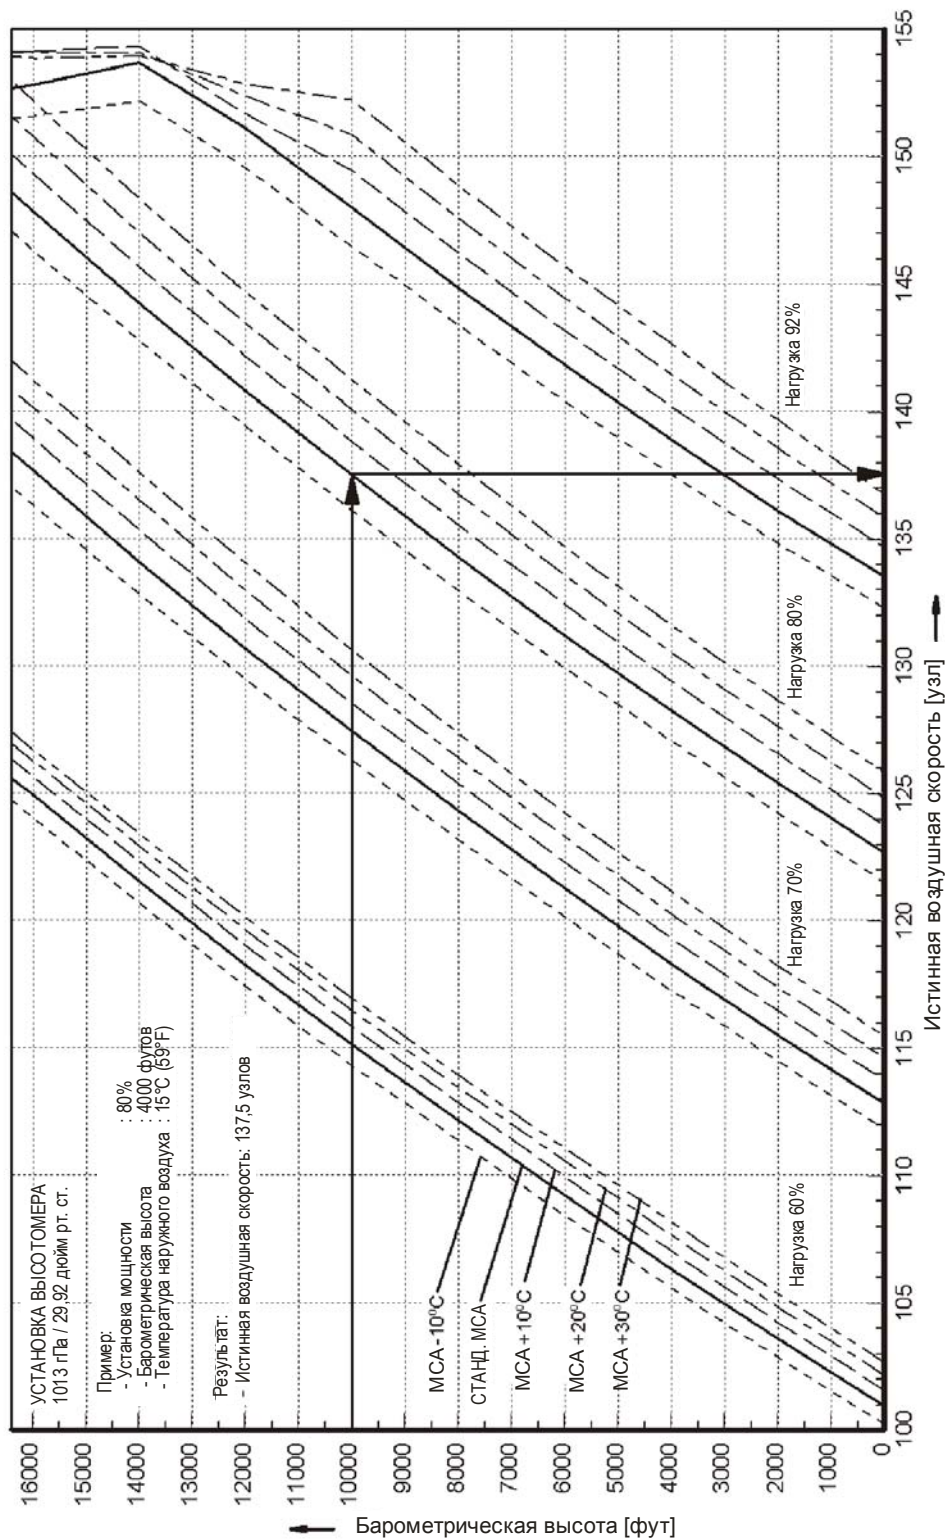 УСТАНОВКА ВЫСОТОМЕРА
1013 гПа / 29,92 дюйм рт. ст.
Пример:
- Установка мощности : 80%
- Барометрическая высота : 4000 футов
- Температура наружного воздуха : 15°C (59°F)
Результат:
- Истинная воздушная скорость: 137,5 узлов
МСА-10°C
СТАНД. МСА
МСА+10°C
МСА+20°C
МСА+30°C
Нагрузка 60%
Нагрузка 70%
Нагрузка 80%
Нагрузка 92%
16000
15000
14000
13000
12000
11000
10000
9000
8000
7000
6000
5000
4000
3000
2000
1000
0
Барометрическая высота [фут]
100
105
110
115
120
125
130
135
140
145
150
155
Истинная воздушная скорость [узл]